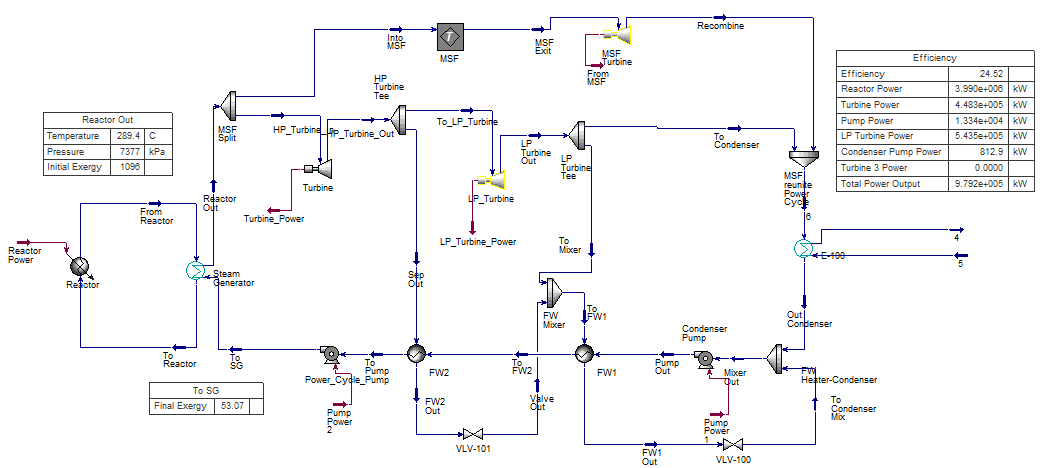 Recombine
Into
MSF
MSF
MSF
Exit
MSF
Turbine
From
MSF
HP
Turbine
Tee
MSF
Split
HP_Turbine
HP_Turbine_Out
To_LP_Turbine
Turbine
Turbine_Power
LP
Turbine
Out
LP
Turbine
Tee
LP_Turbine
LP_Turbine_Power
To
Condenser
MSF
reunite
Power
Cycle
6
E-100
4
5
Efficiency
Efficiency 24.52
Reactor Power 3.990e+006 kW
Turbine Power 4.483e+005 kW
Pump Power 1.334e+004 kW
LP Turbine Power 5.435e+005 kW
Condenser Pump Power 812.9 kW
Turbine 3 Power 0.0000
Total Power Output 9.792e+005 kW
Reactor Out
Temperature 289.4 C
Pressure 7377 kPa
Initial Exergy 1096
Reactor
Out
From
Reactor
Reactor
Power
Reactor
Steam
Generator
To
Reactor
To
SG
Sep
Out
To
Mixer
FW
Mixer
To
FW1
Out
Condenser
Condenser
Pump
Power_Cycle_Pump
To
Pump
FW2
To
FW2
FW1
Pump
Out
Mixer
Out
FW
Heater-Condenser
To SG
Final Exergy 53.07
Pump
Power
2
FW2
Out
VLV-101
Valve
Out
Pump
Power
1
To
Condenser
Mix
FW1
Out
VLV-100